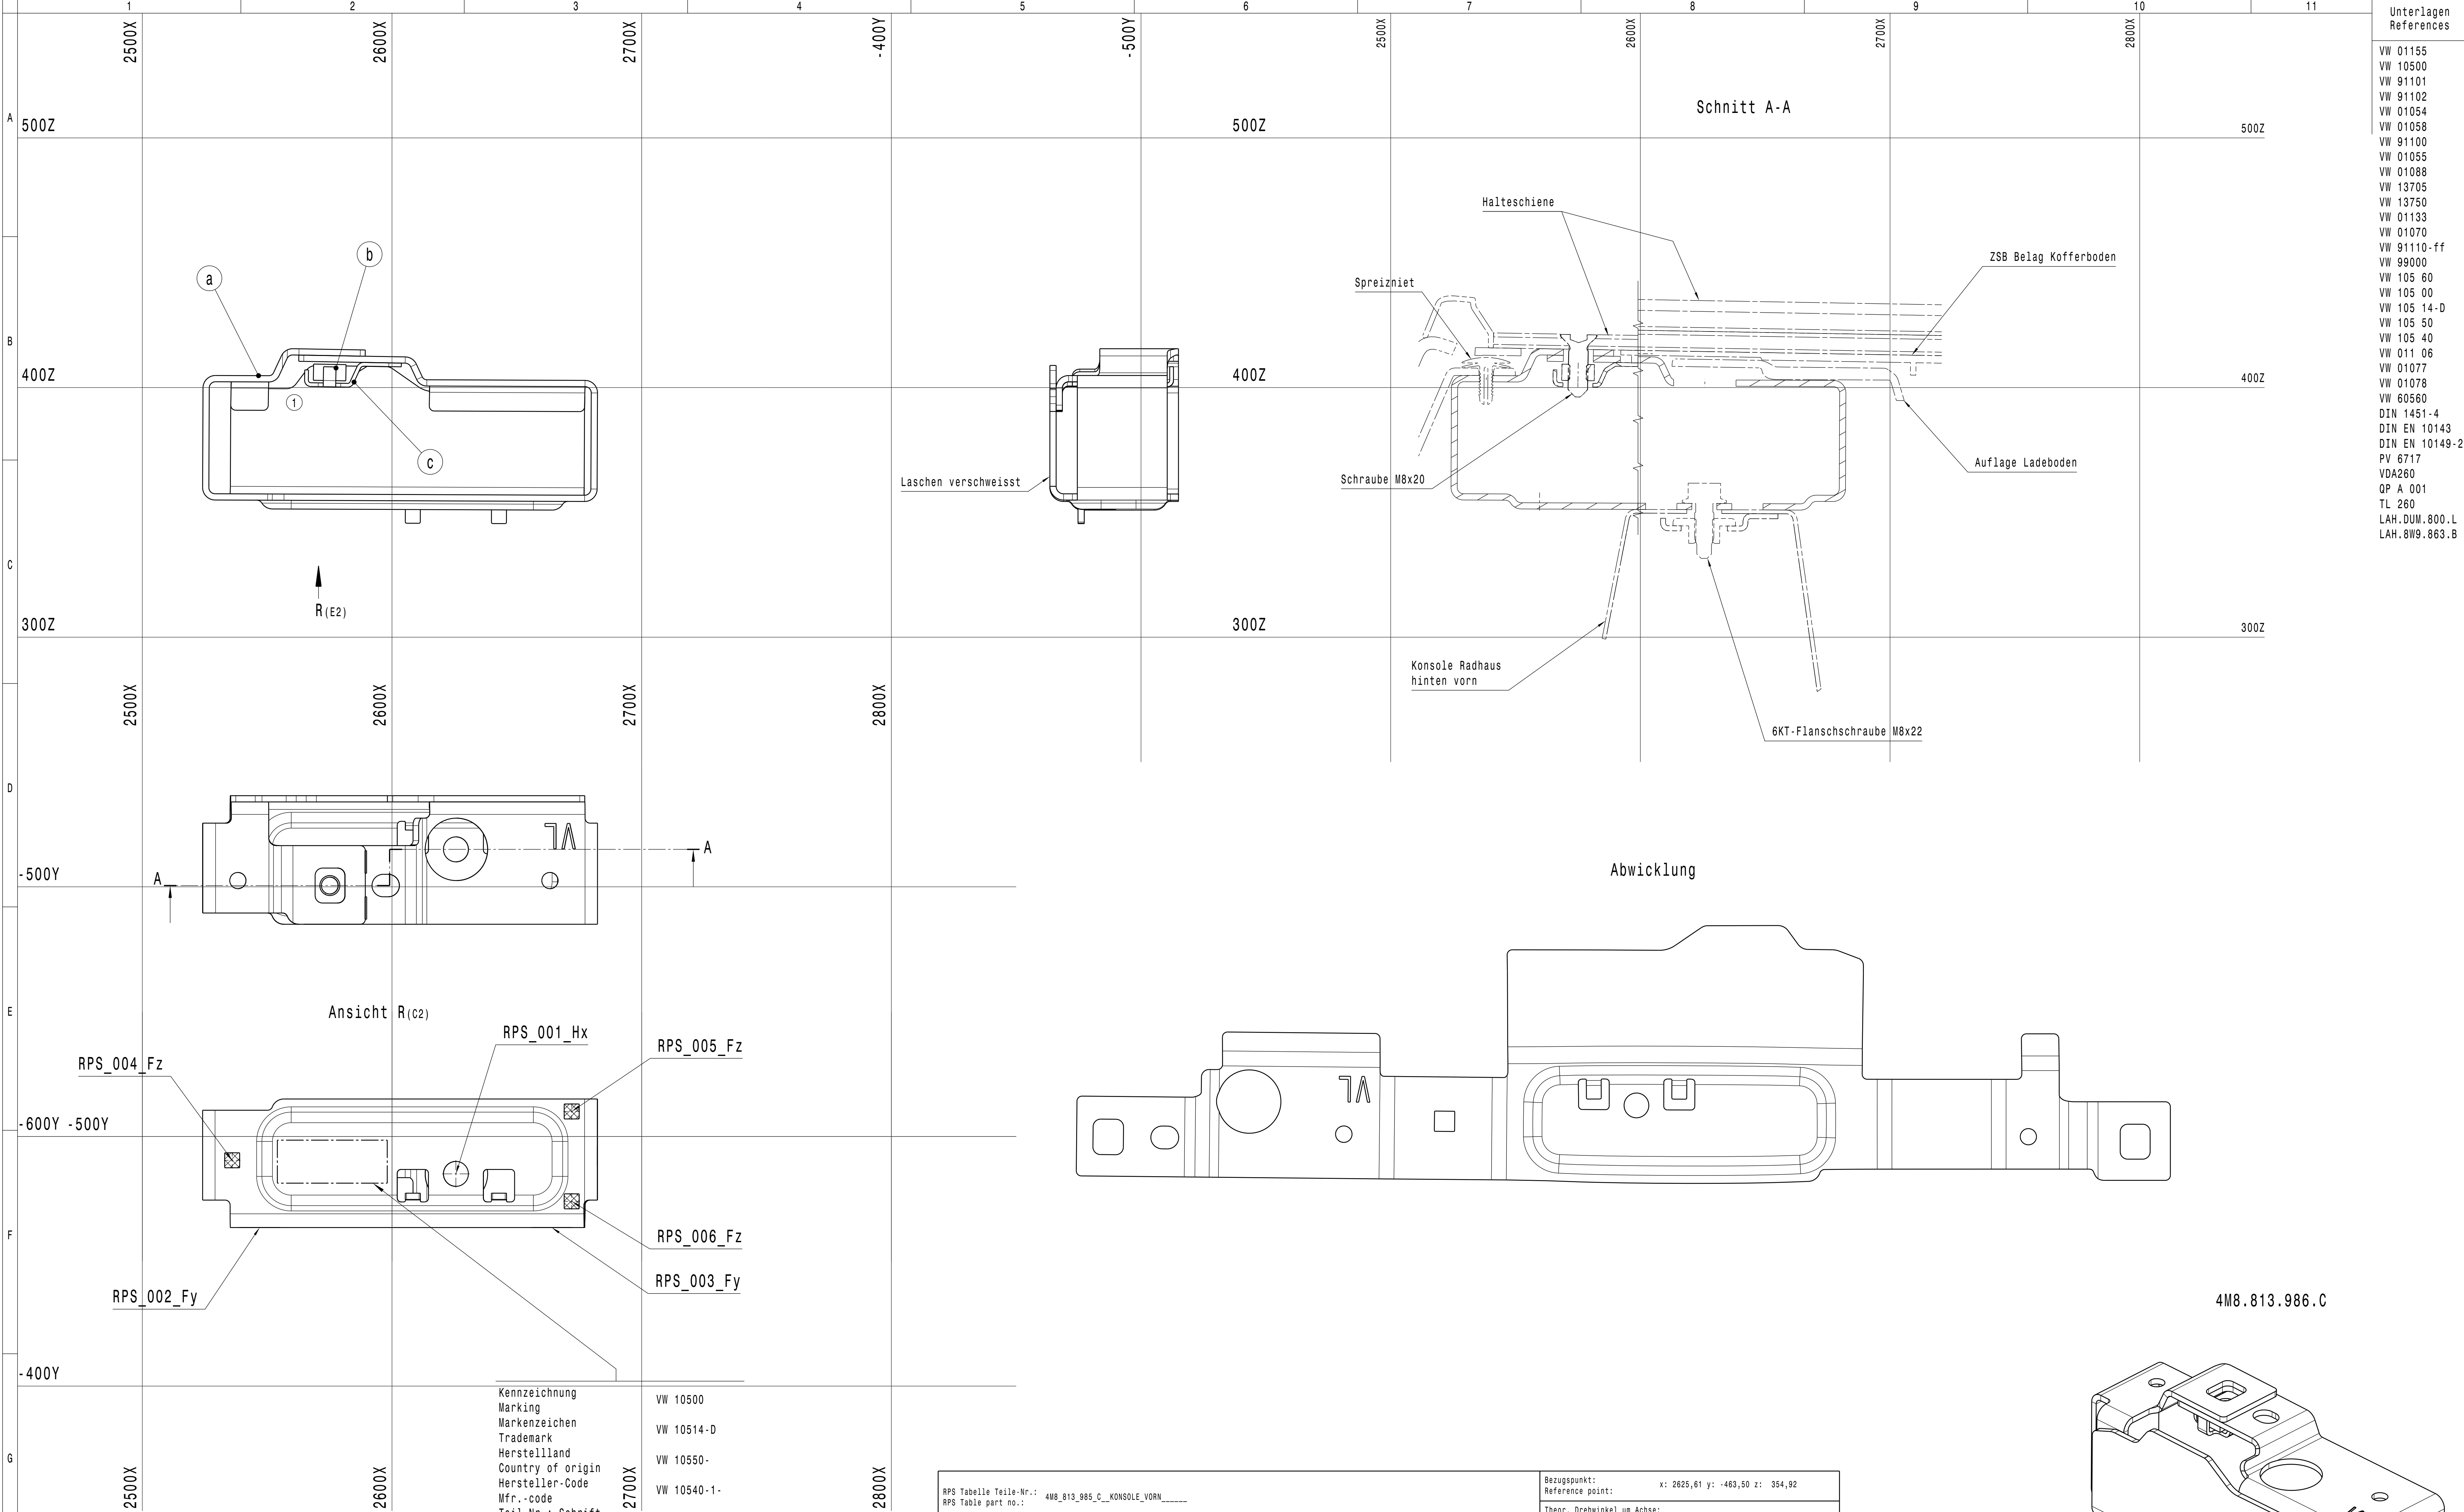 1 2 3 4 5 6 7 8 9 10 11
Unterlagen
References
VW 01155
VW 10500
VW 91101
VW 91102
VW 01054
VW 01058
VW 91100
VW 01055
VW 01088
VW 13705
VW 13750
VW 01133
VW 01070
VW 91110-ff
VW 99000
VW 105 60
VW 105 00
VW 105 14-D
VW 105 50
VW 105 40
VW 011 06
VW 01077
VW 01078
VW 60560
DIN 1451-4
DIN EN 10143
DIN EN 10149-2
PV 6717
VDA260
QP A 001
TL 260
LAH.DUM.800.L
LAH.8W9.863.B
2500X 2600X 2700X -400Y -500Y 2500X 2600X 2700X 2800X
A
500Z 500Z 500Z
Schnitt A-A
Halteschiene
ZSB Belag Kofferboden
Spreizniet
a
b
B
400Z 400Z 400Z
1
c
Laschen verschweisst
Schraube M8x20
Auflage Ladeboden
C
R(E2)
300Z 300Z 300Z
Konsole Radhaus
hinten vorn
6KT-Flanschschraube M8x22
2500X 2600X 2700X 2800X
D
VL
A A
-500Y
Abwicklung
E
Ansicht R(C2)
RPS_001_Hx
RPS_005_Fz
RPS_004_Fz
VL
-600Y -500Y
F
RPS_006_Fz
RPS_003_Fy
RPS_002_Fy
4M8.813.986.C
-400Y
G
Kennzeichnung
Marking
VW 10500
Markenzeichen
Trademark
VW 10514-D
Herstellland
Country of origin
VW 10550-
Hersteller-Code
Mfr.-code
VW 10540-1-
2500X 2600X 2700X 2800X
RPS Tabelle Teile-Nr.:
RPS Table part no.:
4M8_813_985_C__KONSOLE_VORN______
Bezugspunkt:
Reference point:
x: 2625,61 y: -463,50 z: 354,92
Theor. Drehwinkel um Achse: